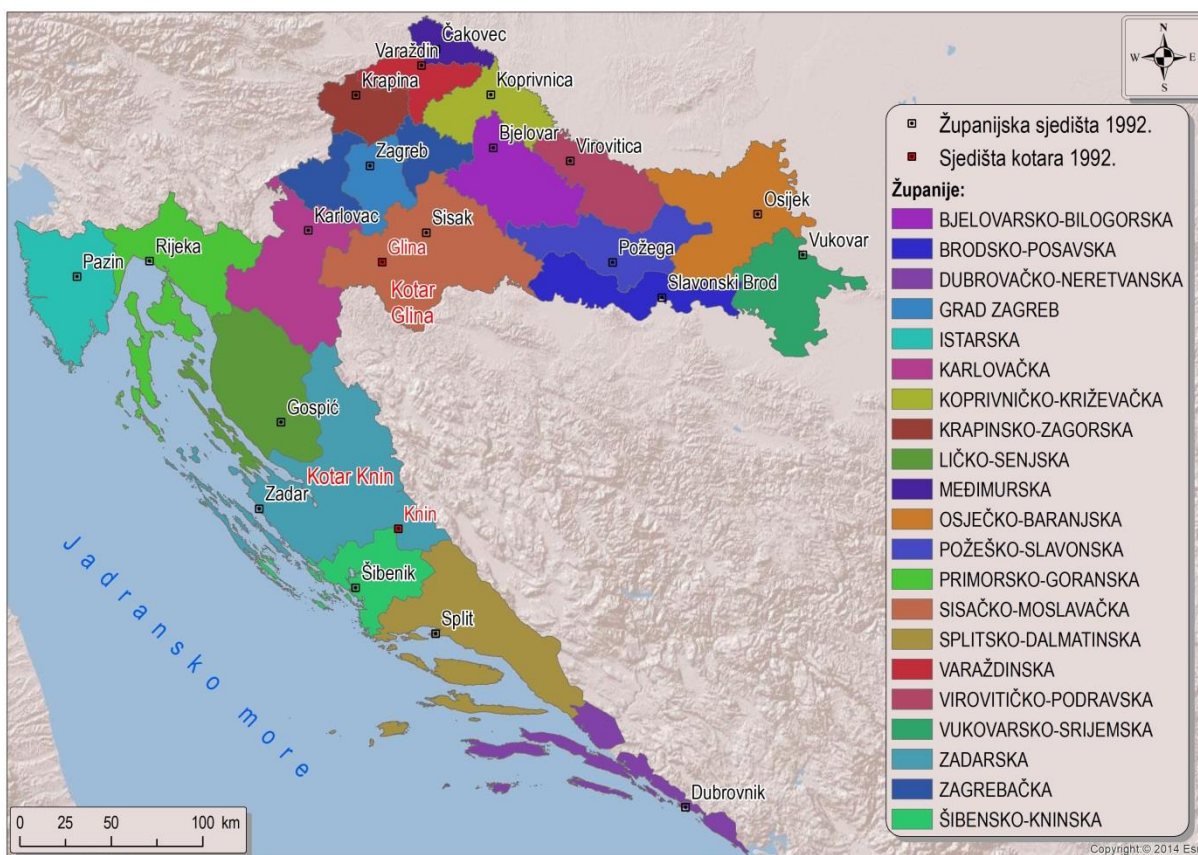 Čakovec
Varaždin
Krapina
Koprivnica
Bjelovar
Virovitica
Zagreb
Osijek
Karlovac
Sisak
Vukovar
Rijeka
Pazin
Glina
Požega
Kotar
Glina
Slavonski Brod
Gospić
Kotar Knin
Zadar
Knin
Šibenik
Split
Dubrovnik
Jadransko more
0 25 50 100 km
N
W E
S
Županijska sjedišta 1992.
Sjedišta kotara 1992.
Županije:
BJELOVARSKO-BILOGORSKA
BRODSKO-POSAVSKA
DUBROVAČKO-NERETVANSKA
GRAD ZAGREB
ISTARSKA
KARLOVAČKA
KOPRIVNIČKO-KRIŽEVAČKA
KRAPINSKO-ZAGORSKA
LIČKO-SENJSKA
MEĐIMURSKA
OSJEČKO-BARANJSKA
POŽEŠKO-SLAVONSKA
PRIMORSKO-GORANSKA
SISAČKO-MOSLAVAČKA
SPLITSKO-DALMATINSKA
VARAŽDINSKA
VIROVITIČKO-PODRAVSKA
VUKOVARSKO-SRIJEMSKA
ZADARSKA
ZAGREBAČKA
ŠIBENSKO-KNINSKA
Copyright:© 2014 Esr